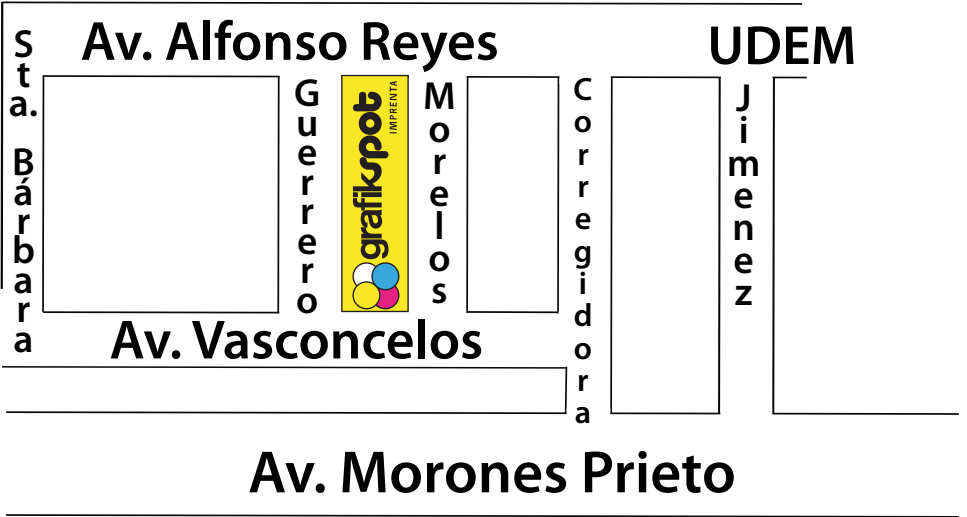 Av. Alfonso Reyes
UDEM
Sta. Bárbara
Guerrero
grafikspot
IMPRENTA
Morelos
Corregidora
Jimenez
Av. Vasconcelos
Av. Morones Prieto